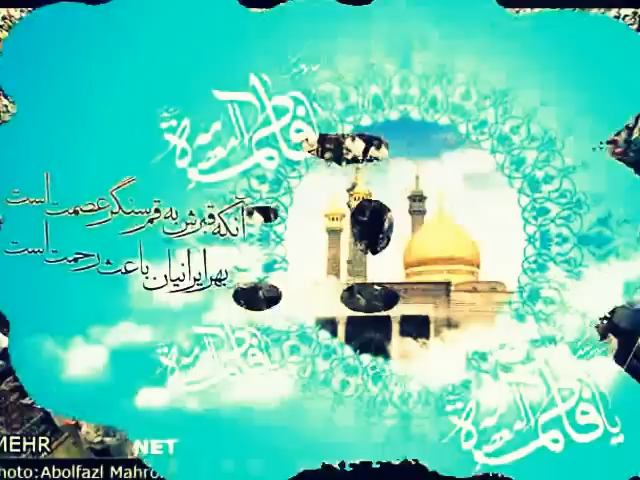 یا فاطمة المعصومة
آنکه قبرش به قم سنگر عصمت است
بهر ایرانیان باعث رحمت است
یا فاطمة المعصومة
یا فاطمة المعصومة
MEHR NET
hoto: Abolfazl Mahro